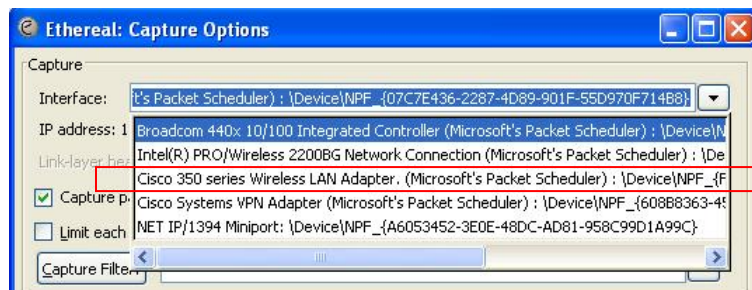 Ethereal: Capture Options
Capture
Interface: t's Packet Scheduler) : \Device\NPF_{07C7E436-2287-4D89-901F-55D970F714B8}
IP address: 1
Broadcom 440x 10/100 Integrated Controller (Microsoft's Packet Scheduler) : \Device\N
Intel(R) PRO/Wireless 2200BG Network Connection (Microsoft's Packet Scheduler) : \De
Link-layer hea
Cisco 350 series Wireless LAN Adapter. (Microsoft's Packet Scheduler) : \Device\NPF_{F
Capture p
Cisco Systems VPN Adapter (Microsoft's Packet Scheduler) : \Device\NPF_{608B8363-45
NET IP/1394 Miniport: \Device\NPF_{A6053452-3E0E-48DC-AD81-958C99D1A99C}
Limit each
Capture Filter